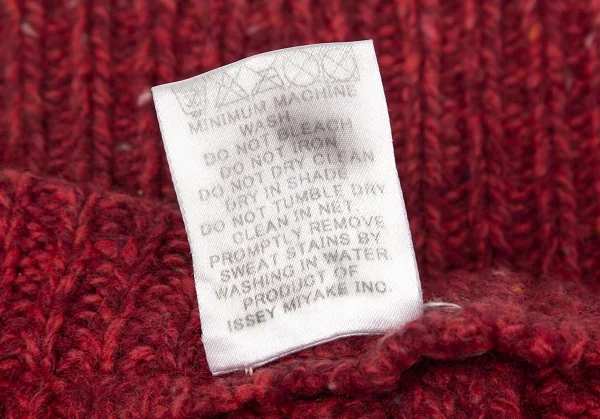 MINIMUM MACHINE
WASH
DO NOT BLEACH
DO NOT IRON
DO NOT DRY CLEAN
DRY IN SHADE
DO NOT TUMBLE DRY
CLEAN IN NET.
PROMPTLY REMOVE
SWEAT STAINS BY
WASHING IN WATER.
PRODUCT OF
ISSEY MIYAKE INC.